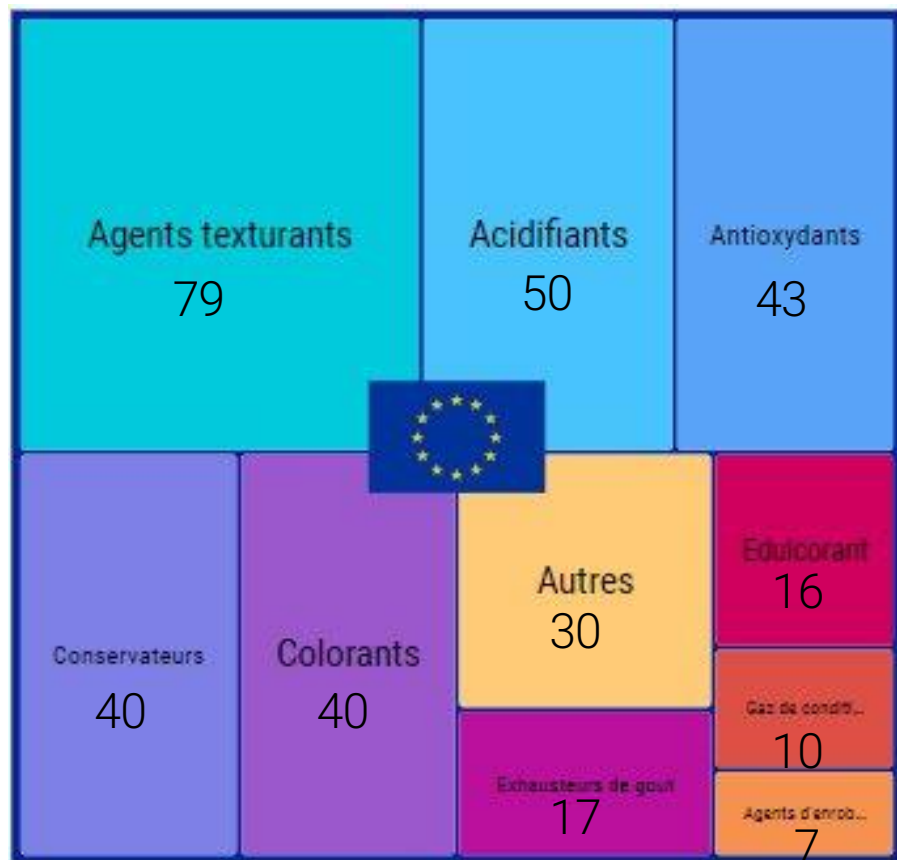 Agents texturants
79
Acidifiants
50
Antioxydants
43
Conservateurs
40
Colorants
40
Autres
30
Edulcorant
16
Gaz de conditi...
10
Exhausteurs de gout
17
Agents d'enrob...
7